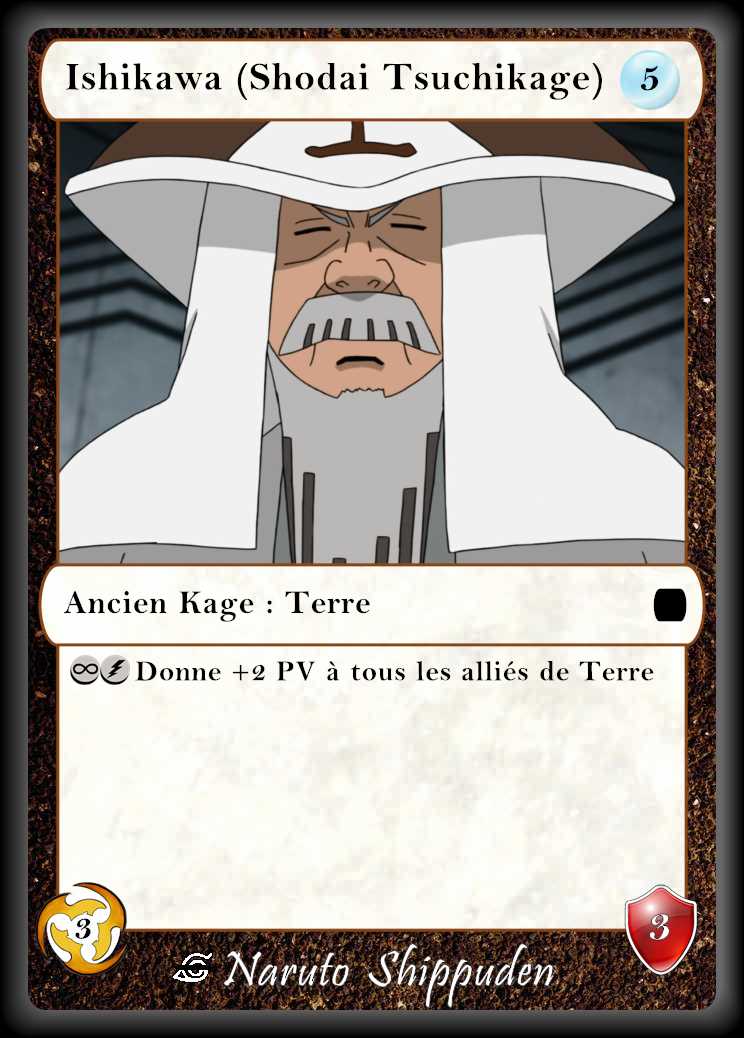 Ishikawa (Shodai Tsuchikage) 5
Ancien Kage : Terre
Donne +2 PV à tous les alliés de Terre
3
3
Naruto Shippuden